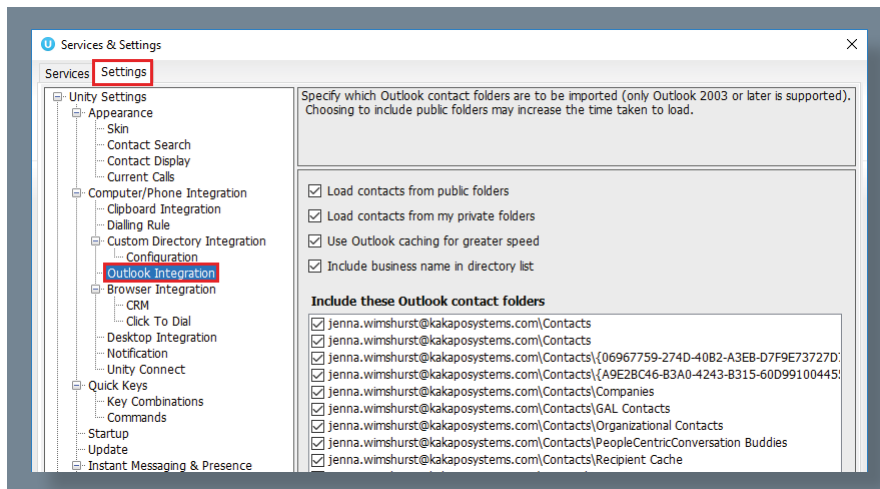 Services & Settings
Services
Settings
Unity Settings
Appearance
Skin
Contact Search
Contact Display
Current Calls
Computer/Phone Integration
Clipboard Integration
Dialling Rule
Custom Directory Integration
Configuration
Outlook Integration
Browser Integration
CRM
Click To Dial
Desktop Integration
Notification
Unity Connect
Quick Keys
Key Combinations
Commands
Startup
Update
Instant Messaging & Presence
Specify which Outlook contact folders are to be imported (only Outlook 2003 or later is supported).
Choosing to include public folders may increase the time taken to load.
Load contacts from public folders
Load contacts from my private folders
Use Outlook caching for greater speed
Include business name in directory list
Include these Outlook contact folders
jenna.wimshurst@kakaposystems.com\Contacts
jenna.wimshurst@kakaposystems.com\Contacts
jenna.wimshurst@kakaposystems.com\Contacts\{06967759-274D-40B2-A3EB-D7F9E73727D
jenna.wimshurst@kakaposystems.com\Contacts\{A9E2BC46-B3A0-4243-B315-60D99100445
jenna.wimshurst@kakaposystems.com\Contacts\Companies
jenna.wimshurst@kakaposystems.com\Contacts\GAL Contacts
jenna.wimshurst@kakaposystems.com\Contacts\Organizational Contacts
jenna.wimshurst@kakaposystems.com\Contacts\PeopleCentricConversation Buddies
jenna.wimshurst@kakaposystems.com\Contacts\Recipient Cache